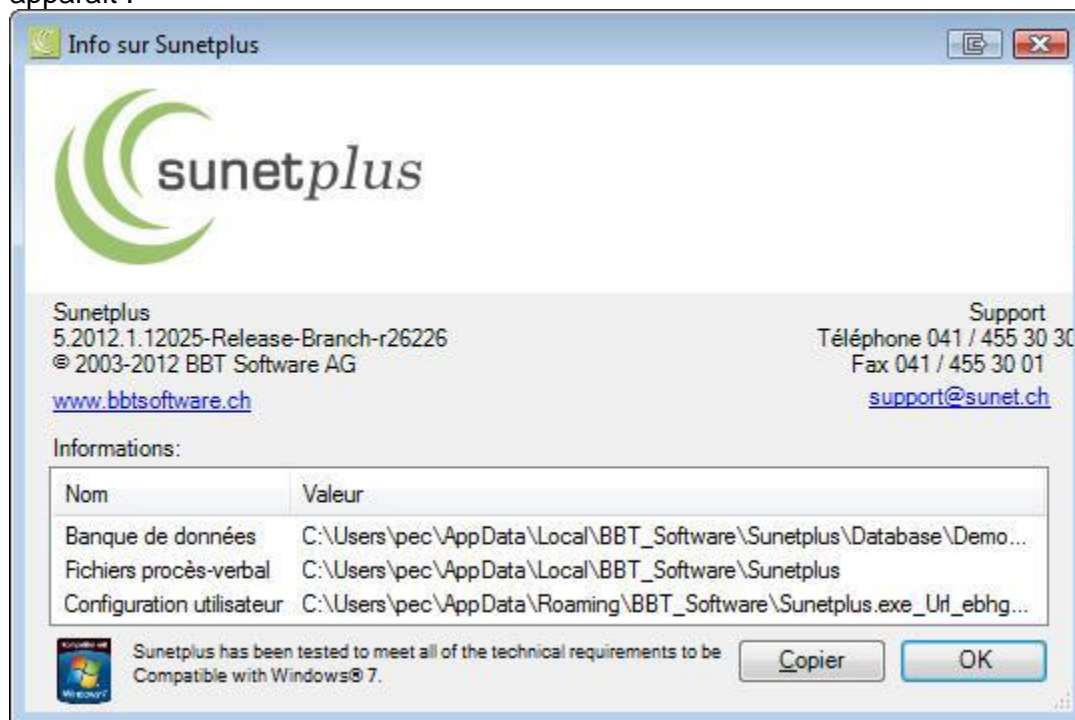 apparaît :
Info sur Sunetplus
sunetplus
Sunetplus
5.2012.1.12025-Release-Branch-r26226
© 2003-2012 BBT Software AG
www.bbtsoftware.ch
Support
Téléphone 041 / 455 30 30
Fax 041 / 455 30 01
support@sunet.ch
Informations:
Nom Valeur
Banque de données C:\Users\pec\AppData\Local\BBT_Software\Sunetplus\Database\Demo...
Fichiers procès-verbal C:\Users\pec\AppData\Local\BBT_Software\Sunetplus
Configuration utilisateur C:\Users\pec\AppData\Roaming\BBT_Software\Sunetplus.exe_Url_ebhg...
Sunetplus has been tested to meet all of the technical requirements to be
Compatible with Windows® 7.
Copier OK